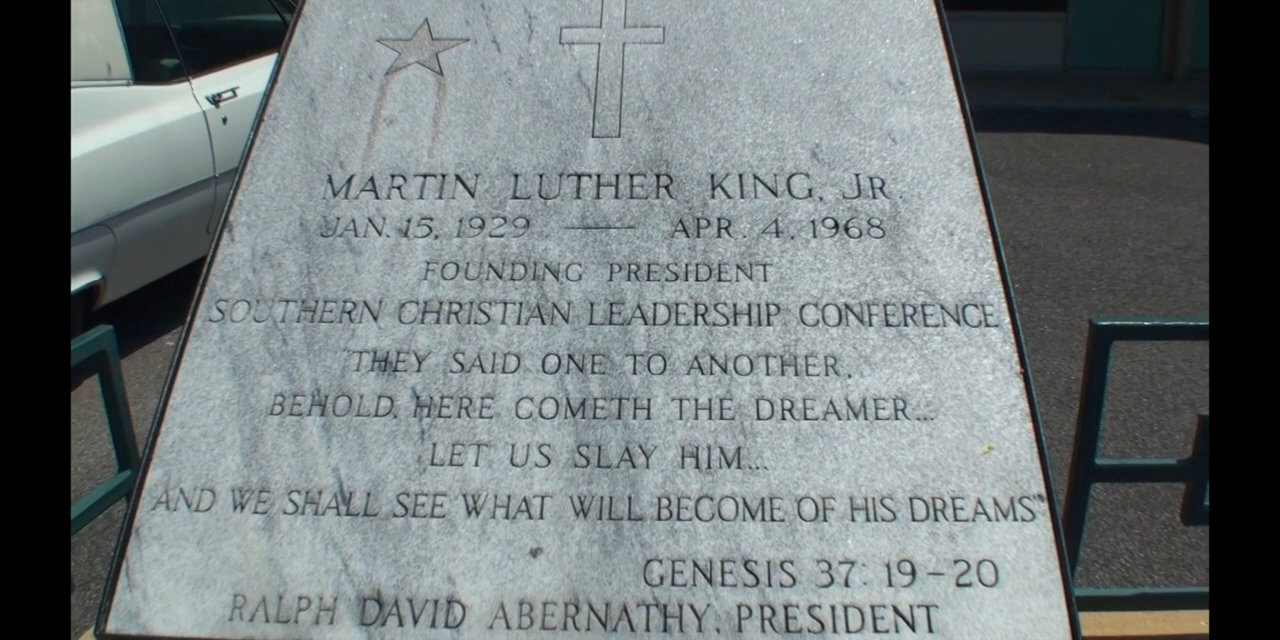 MARTIN LUTHER KING, JR.
JAN. 15, 1929 — APR. 4, 1968
FOUNDING PRESIDENT
SOUTHERN CHRISTIAN LEADERSHIP CONFERENCE
THEY SAID ONE TO ANOTHER,
BEHOLD, HERE COMETH THE DREAMER...
LET US SLAY HIM...
AND WE SHALL SEE WHAT WILL BECOME OF HIS DREAMS"
GENESIS 37: 19-20
RALPH DAVID ABERNATHY, PRESIDENT